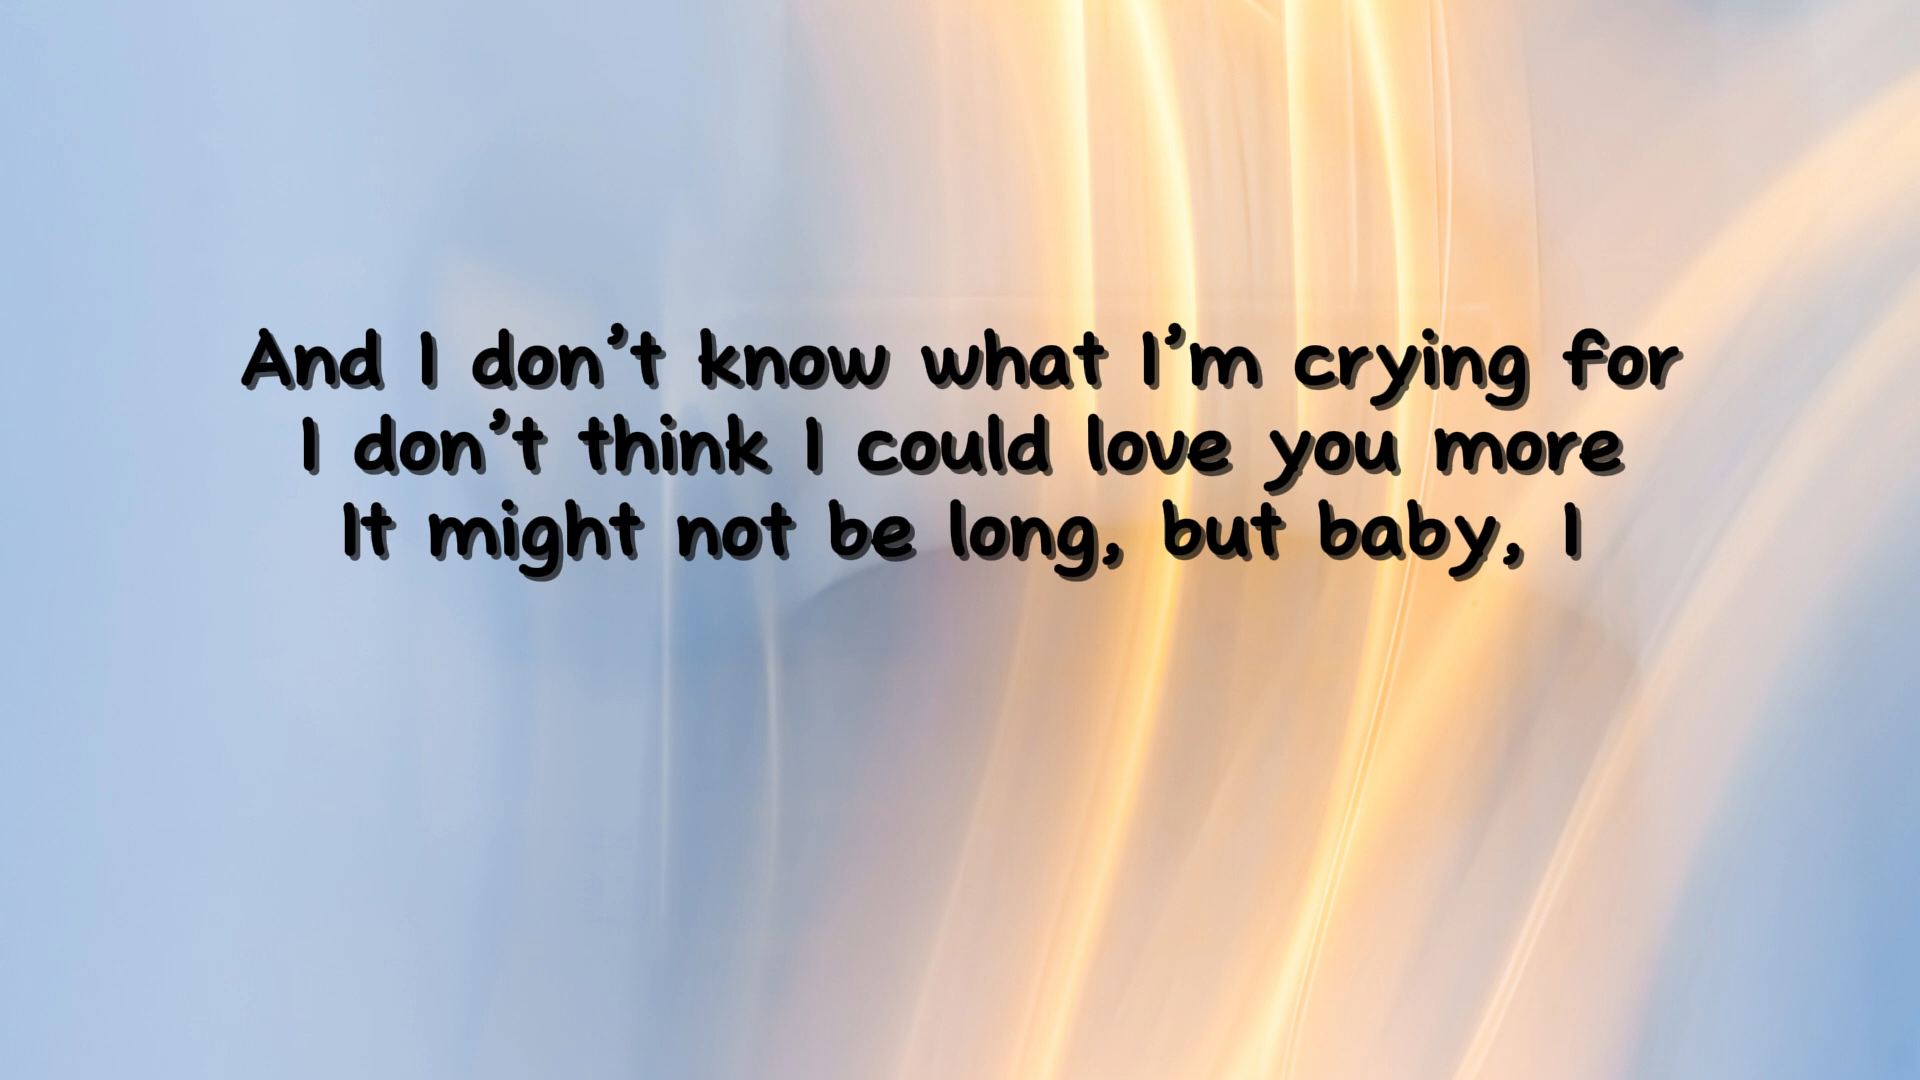 And I don’t know what I’m crying for
I don’t think I could love you more
It might not be long, but baby, I